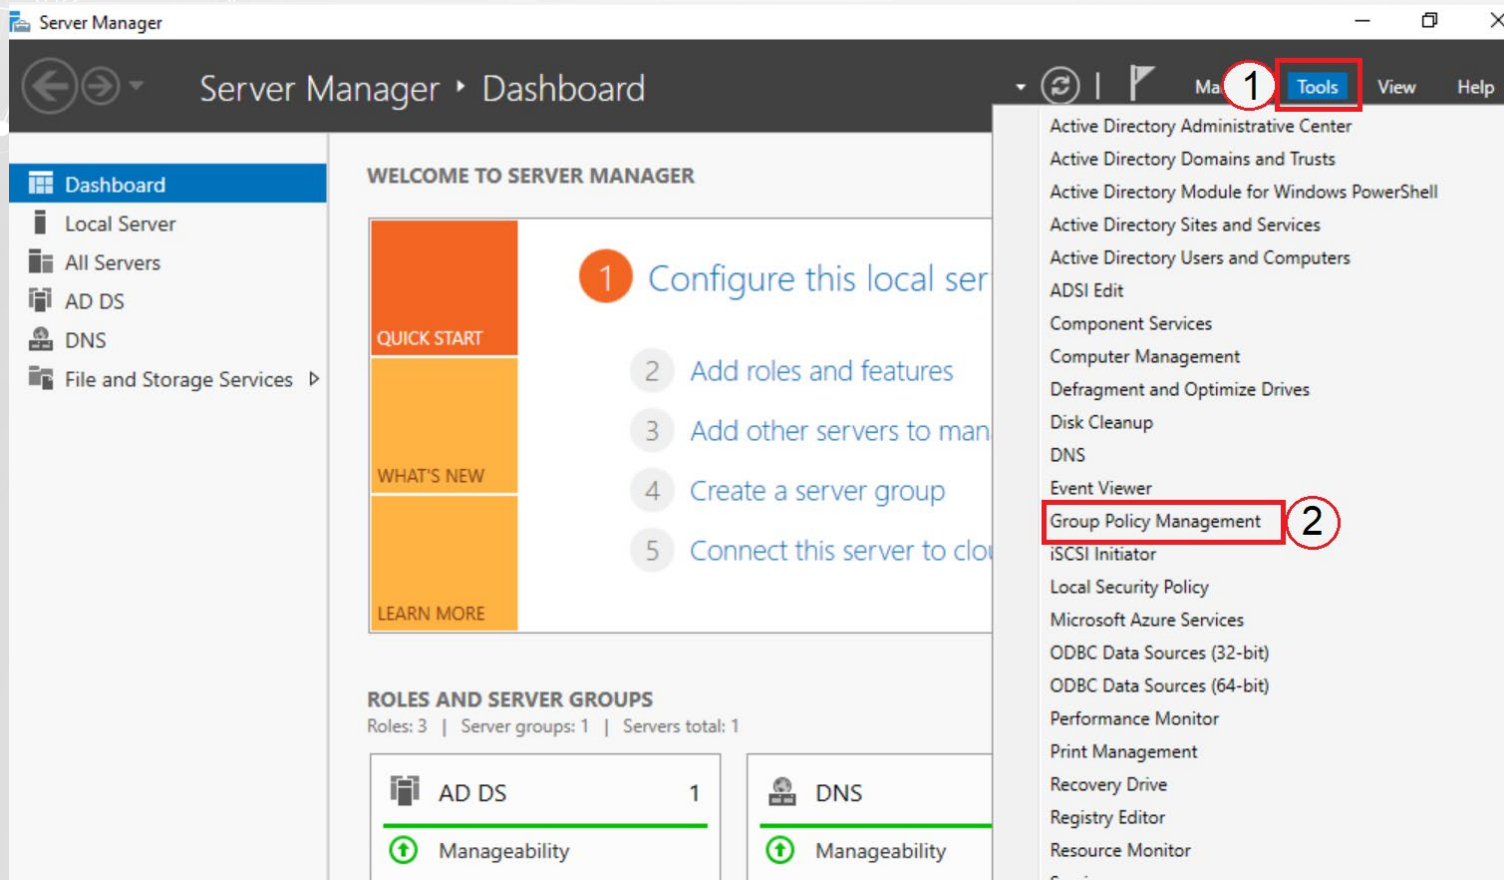 Server Manager
Server Manager Dashboard
1
Tools
View
Help
Dashboard
Local Server
All Servers
AD DS
DNS
File and Storage Services
WELCOME TO SERVER MANAGER
QUICK START
WHAT'S NEW
LEARN MORE
1 Configure this local ser
2 Add roles and features
3 Add other servers to man
4 Create a server group
5 Connect this server to clou
ROLES AND SERVER GROUPS
Roles: 3 | Server groups: 1 | Servers total: 1
AD DS 1
Manageability
DNS
Manageability
Active Directory Administrative Center
Active Directory Domains and Trusts
Active Directory Module for Windows PowerShell
Active Directory Sites and Services
Active Directory Users and Computers
ADSI Edit
Component Services
Computer Management
Defragment and Optimize Drives
Disk Cleanup
DNS
Event Viewer
Group Policy Management 2
iSCSI Initiator
Local Security Policy
Microsoft Azure Services
ODBC Data Sources (32-bit)
ODBC Data Sources (64-bit)
Performance Monitor
Print Management
Recovery Drive
Registry Editor
Resource Monitor